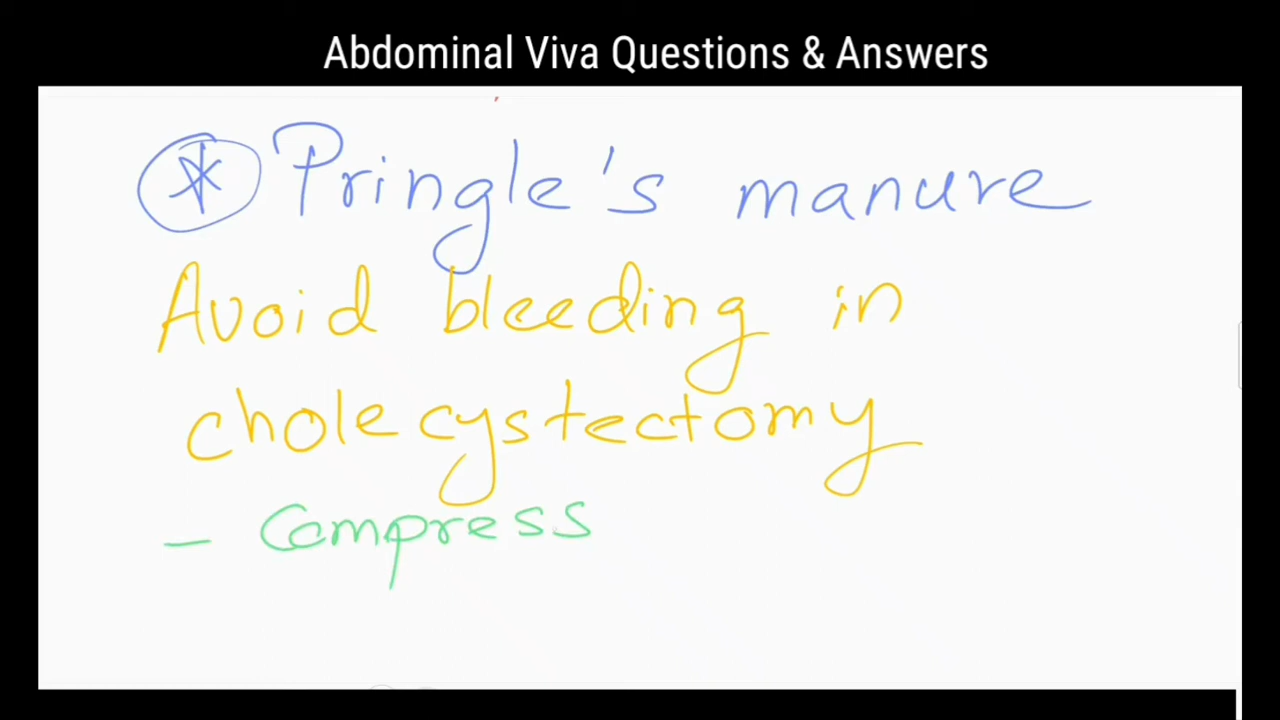 Abdominal Viva Questions & Answers
* Pringle's manure
Avoid bleeding in
cholecystectomy
- Compress